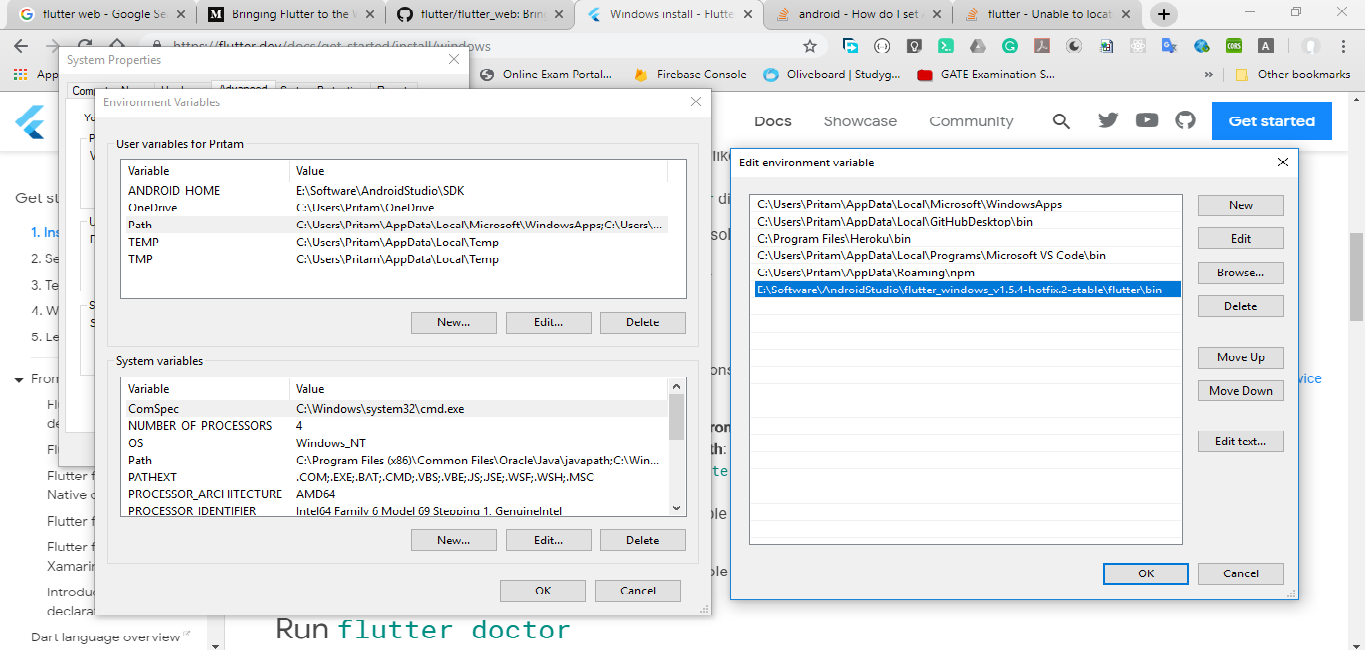 flutter web - Google Se
Bringing Flutter to the W
flutter/flutter_web: Brin
Windows install - Flutte
android - How do I set
flutter - Unable to locat
https://flutter.dev/docs/get-started/install/windows
App
Online Exam Portal...
Firebase Console
Oliveboard | Studyg...
GATE Examination S...
»
Other bookmarks
System Properties
Advanced
Environment Variables
User variables for Pritam
Variable Value
ANDROID_HOME E:\Software\AndroidStudio\SDK
OneDrive C:\Users\Pritam\OneDrive
Path C:\Users\Pritam\AppData\Local\Microsoft\WindowsApps;C:\Users\...
TEMP C:\Users\Pritam\AppData\Local\Temp
TMP C:\Users\Pritam\AppData\Local\Temp
New... Edit... Delete
System variables
Variable Value
ComSpec C:\Windows\system32\cmd.exe
NUMBER_OF_PROCESSORS 4
OS Windows_NT
Path C:\Program Files (x86)\Common Files\Oracle\Java\javapath;C:\Win...
PATHEXT .COM;.EXE;.BAT;.CMD;.VBS;.VBE;.JS;.JSE;.WSF;.WSH;.MSC
PROCESSOR_ARCHITECTURE AMD64
PROCESSOR_IDENTIFIER Intel64 Family 6 Model 69 Stepping 1, GenuineIntel
New... Edit... Delete
OK Cancel
Docs Showcase Community Get started
Edit environment variable
C:\Users\Pritam\AppData\Local\Microsoft\WindowsApps
C:\Users\Pritam\AppData\Local\GitHubDesktop\bin
C:\Program Files\Heroku\bin
C:\Users\Pritam\AppData\Local\Programs\Microsoft VS Code\bin
C:\Users\Pritam\AppData\Roaming\npm
E:\Software\AndroidStudio\flutter_windows_v1.5.4-hotfix.2-stable\flutter\bin
New
Edit
Browse...
Delete
Move Up
Move Down
Edit text...
OK Cancel
Get st
1. Ins
2. Se
3. Te
4. W
5. Le
From
Fl
de
Fl
Flutter f
Native d
Flutter f
Flutter f
Xamarin
Introdu
declara
Dart language overview
Run flutter doctor